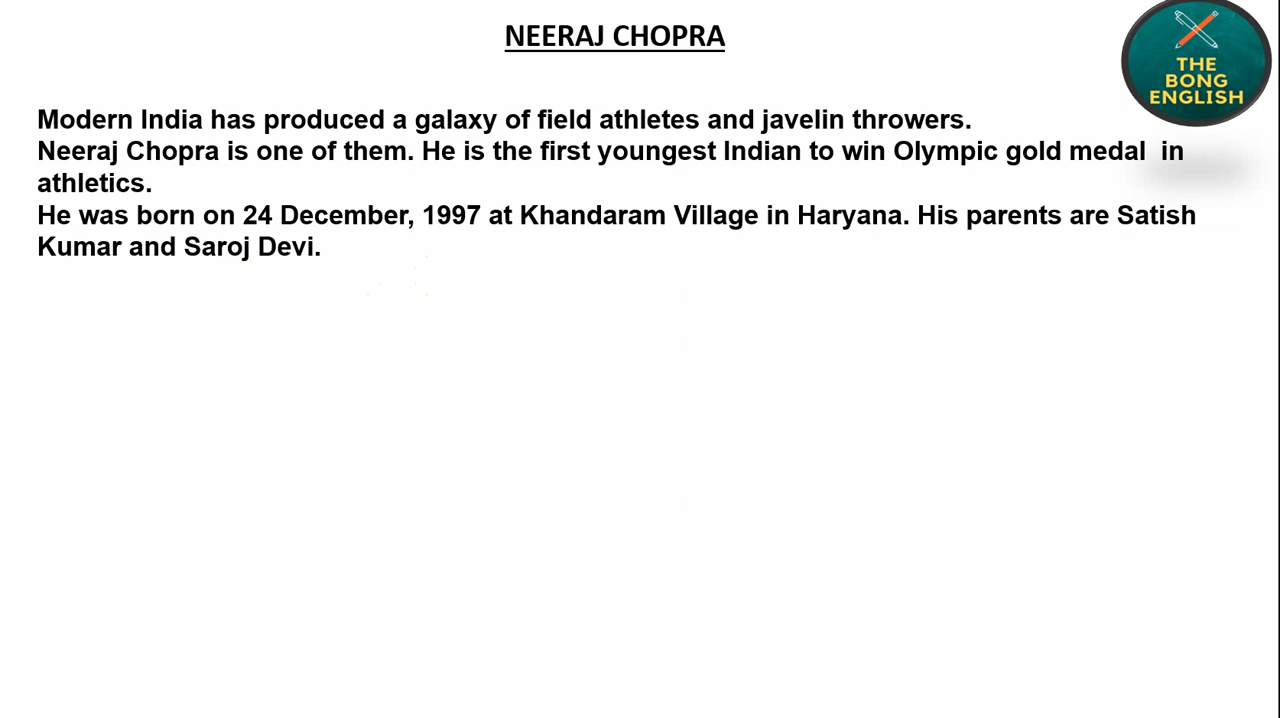 NEERAJ CHOPRA
THE
BONG
ENGLISH
Modern India has produced a galaxy of field athletes and javelin throwers.
Neeraj Chopra is one of them. He is the first youngest Indian to win Olympic gold medal  in
athletics.
He was born on 24 December, 1997 at Khandaram Village in Haryana. His parents are Satish
Kumar and Saroj Devi.